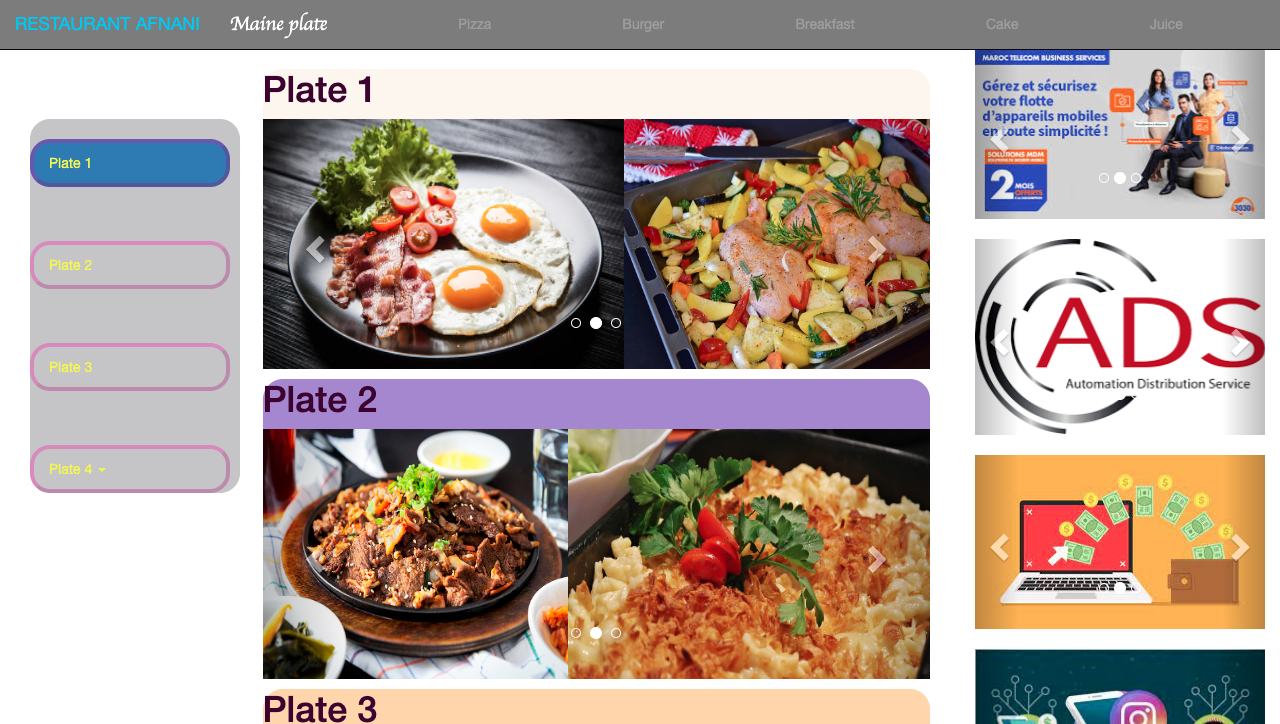 RESTAURANT AFNANI
Maine plate
Pizza
Burger
Breakfast
Cake
Juice
Plate 1
Plate 2
Plate 3
Plate 4
Plate 1
Plate 2
Plate 3
MAROC TELECOM BUSINESS SERVICES
Gérez et sécurisez
votre flotte
d'appareils mobiles
en toute simplicité !
SOLUTIONS MDM
2 MOIS
OFFERTS
3030
ADS
Automation Distribution Service